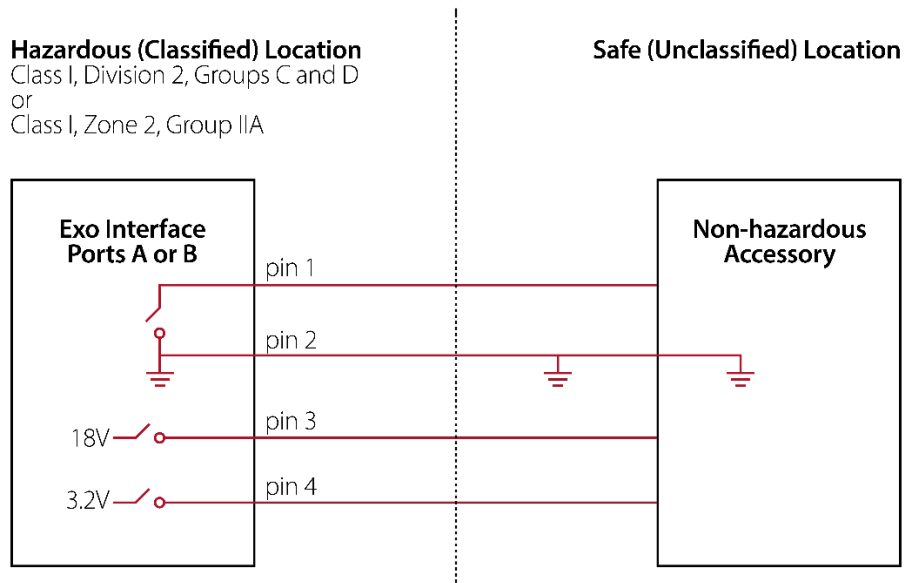 Hazardous (Classified) Location
Class I, Division 2, Groups C and D
or
Class I, Zone 2, Group IIA
Safe (Unclassified) Location
Exo Interface
Ports A or B
Non-hazardous
Accessory
pin 1
pin 2
pin 3
18V
pin 4
3.2V